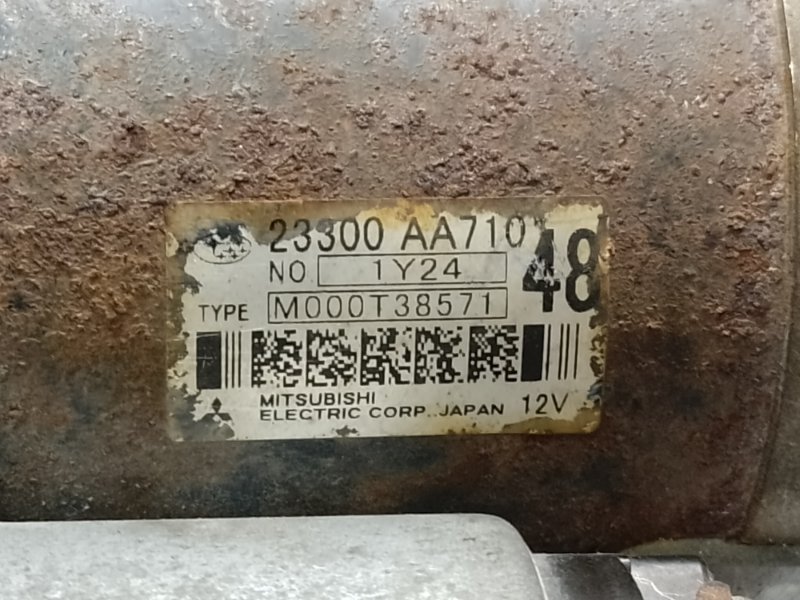 23300 AA710 48
NO 1Y24
TYPE M000T38571
MITSUBISHI
ELECTRIC CORP. JAPAN 12V